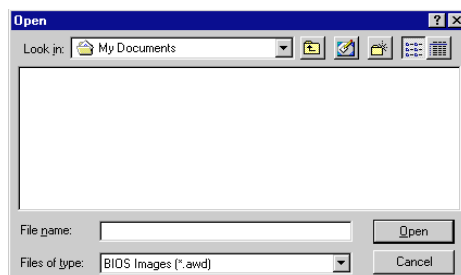 Open
Look in: My Documents
File name:
Open
Files of type: BIOS Images (*.awd)
Cancel